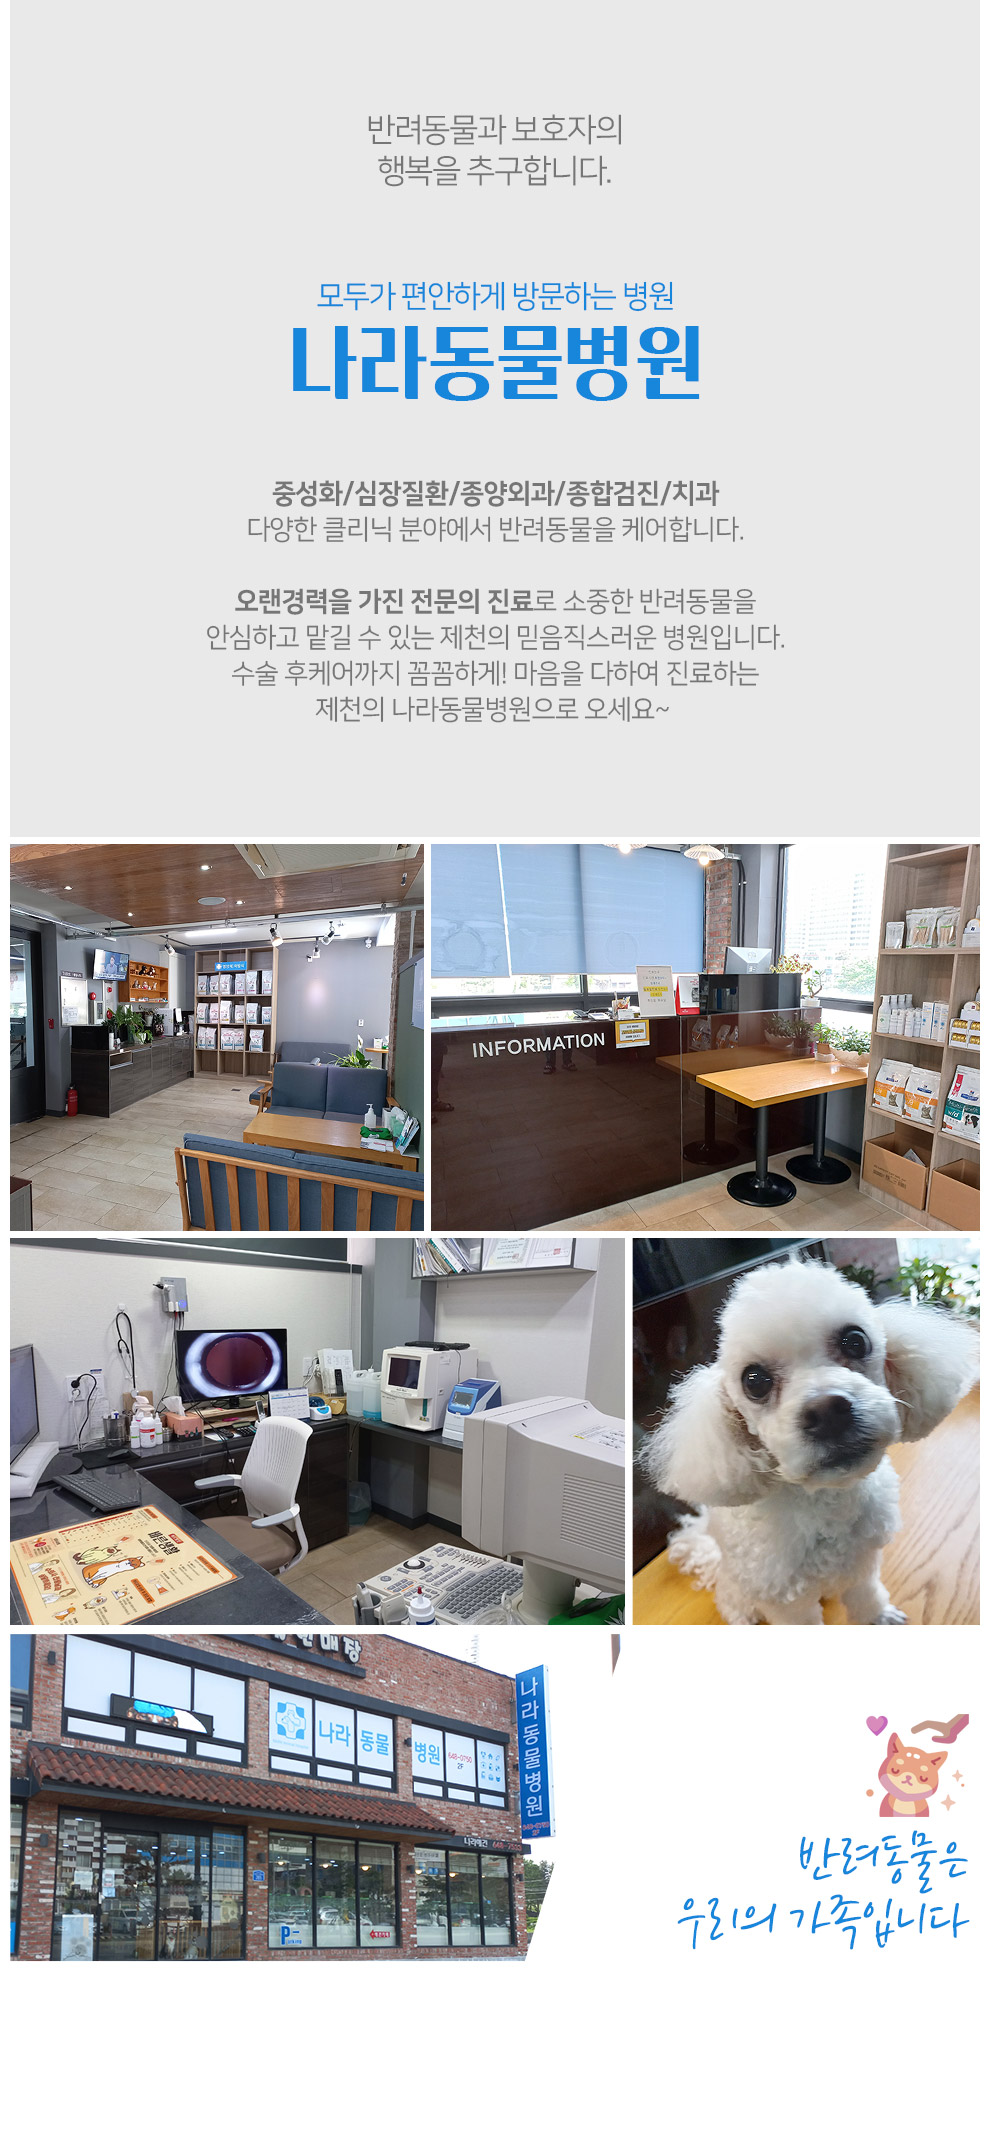 반려동물과 보호자의
행복을 추구합니다.
모두가 편안하게 방문하는 병원
나라동물병원
중성화/심장질환/종양외과/종합검진/치과
다양한 클리닉 분야에서 반려동물을 케어합니다.
오랜경력을 가진 전문의 진료로 소중한 반려동물을
안심하고 맡길 수 있는 제천의 믿음직스러운 병원입니다.
수술 후케어까지 꼼꼼하게! 마음을 다하여 진료하는
제천의 나라동물병원으로 오세요~
INFORMATION
바른생활
나라동물병원
648-0750
2F
나라동물병원
P
반려동물은
우리의 가족입니다